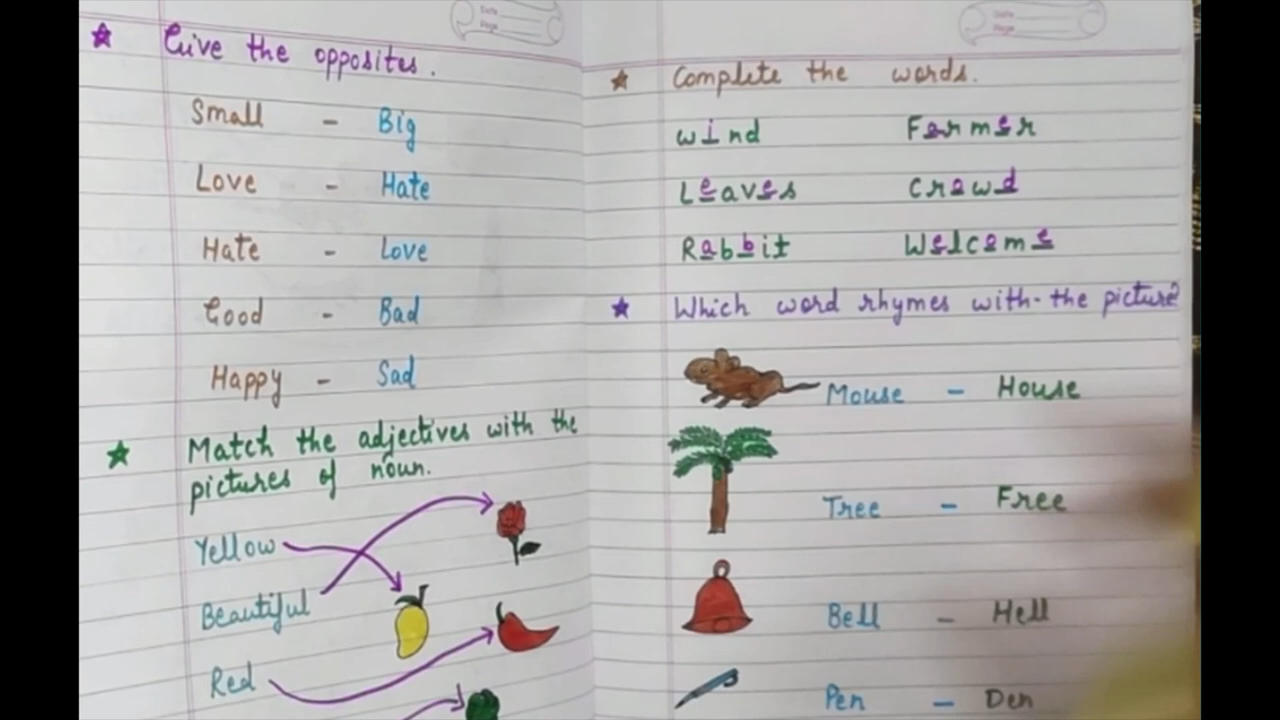 Give the opposites.
Small - Big
Love - Hate
Hate - Love
Good - Bad
Happy - Sad
Match the adjectives with the
pictures of noun.
Yellow
Beautiful
Red
Date
Page
Complete the words.
wind Farmer
Leaves Crowd
Rabbit Welcome
Which word rhymes with the picture?
Mouse - House
Tree - Free
Bell - Hell
Pen - Den